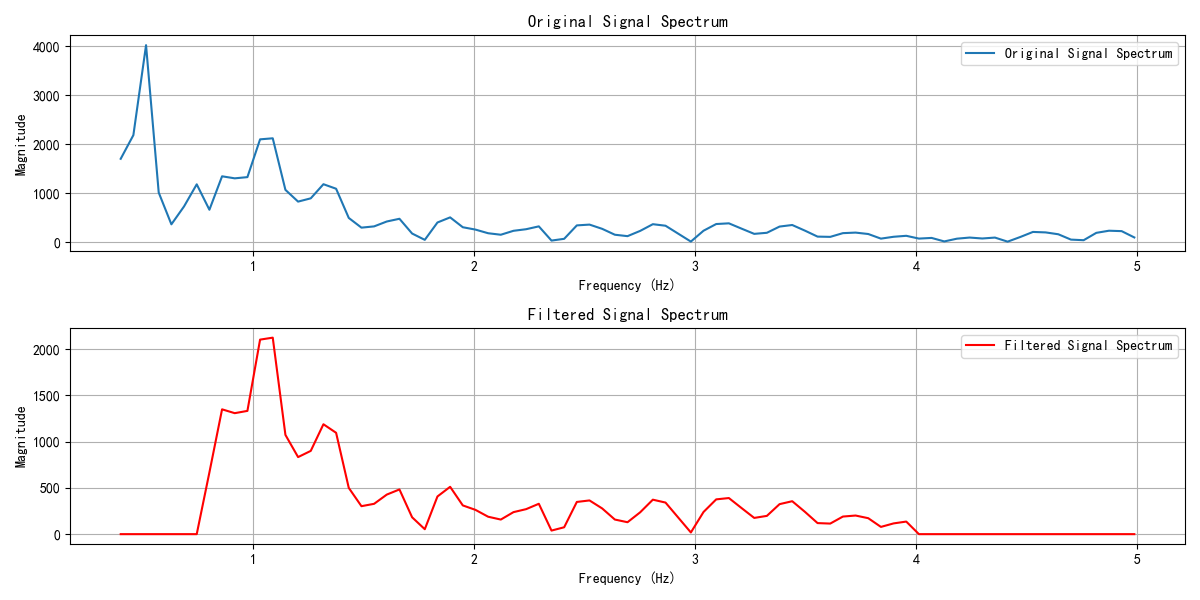 Original Signal Spectrum
Original Signal Spectrum
Magnitude
4000
3000
2000
1000
0
1 2 3 4 5
Frequency (Hz)
Filtered Signal Spectrum
Filtered Signal Spectrum
Magnitude
2000
1500
1000
500
0
1 2 3 4 5
Frequency (Hz)